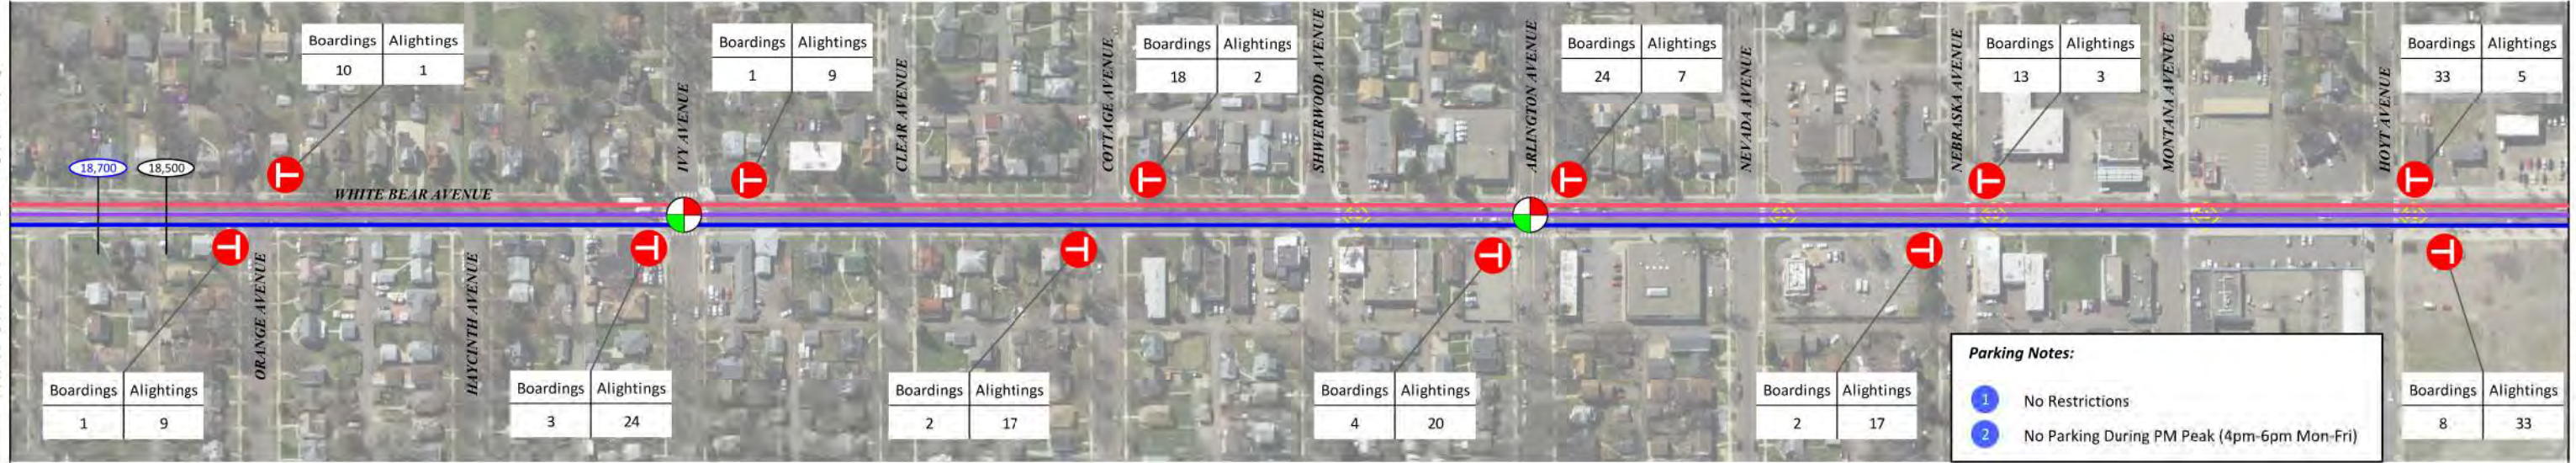 Boardings Alightings
10 1
Boardings Alightings
1 9
Boardings Alightings
18 2
Boardings Alightings
24 7
Boardings Alightings
13 3
Boardings Alightings
33 5
IVY AVENUE
CLEAR AVENUE
COTTAGE AVENUE
SHWERWOOD AVENUE
ARLINGTON AVENUE
NEVADA AVENUE
NEBRASKA AVENUE
MONTANA AVENUE
HOYT AVENUE
18,700
18,500
T
T
T
T
T
T
WHITE BEAR AVENUE
T
T
T
T
T
T
ORANGE AVENUE
HAYCINTH AVENUE
Boardings Alightings
1 9
Boardings Alightings
3 24
Boardings Alightings
2 17
Boardings Alightings
4 20
Boardings Alightings
2 17
Boardings Alightings
8 33
Parking Notes:
1 No Restrictions
2 No Parking During PM Peak (4pm-6pm Mon-Fri)